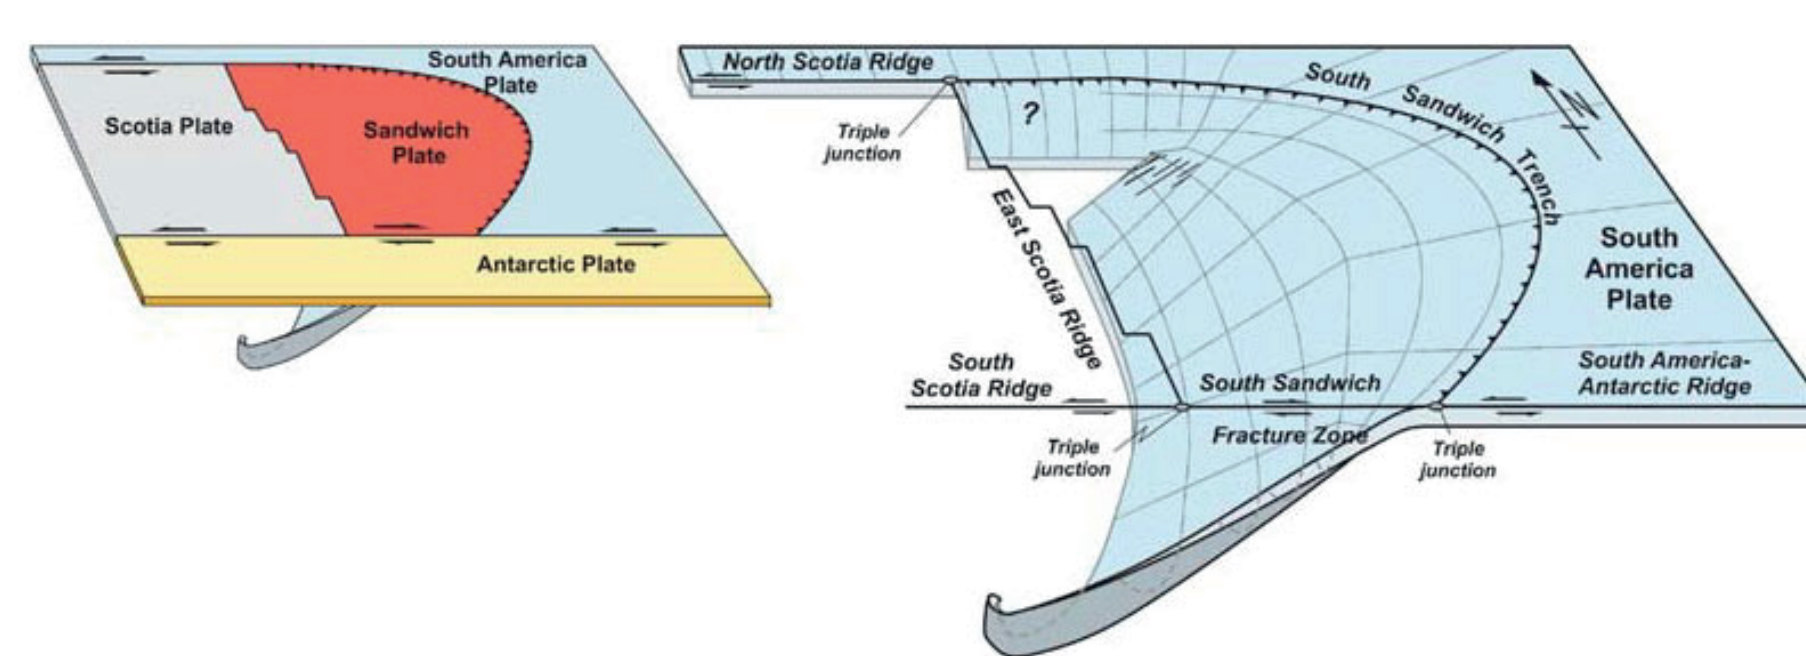 South America
Plate
Scotia Plate
Sandwich
Plate
Antarctic Plate
North Scotia Ridge
South Sandwich Trench
?
N
Triple
junction
East Scotia Ridge
South
America
Plate
South
Scotia Ridge
South Sandwich
Fracture Zone
South America-
Antarctic Ridge
Triple
junction
Triple
junction